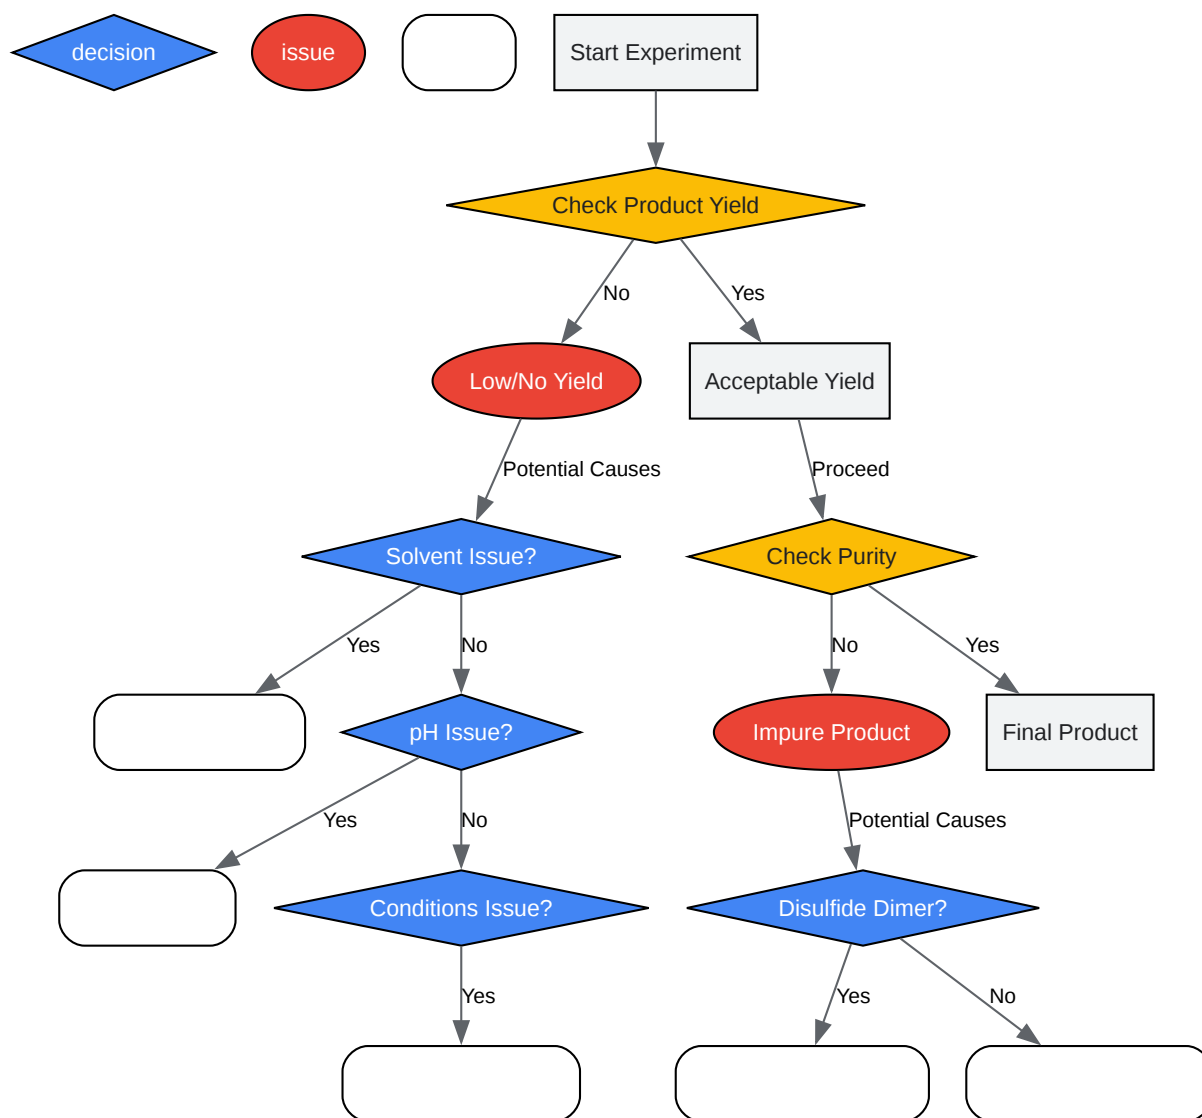 decision
issue
Start Experiment
Check Product Yield
No
Yes
Low/No Yield
Acceptable Yield
Potential Causes
Proceed
Solvent Issue?
Check Purity
Yes
No
No
Yes
pH Issue?
Impure Product
Final Product
Yes
No
Potential Causes
Conditions Issue?
Disulfide Dimer?
Yes
Yes
No